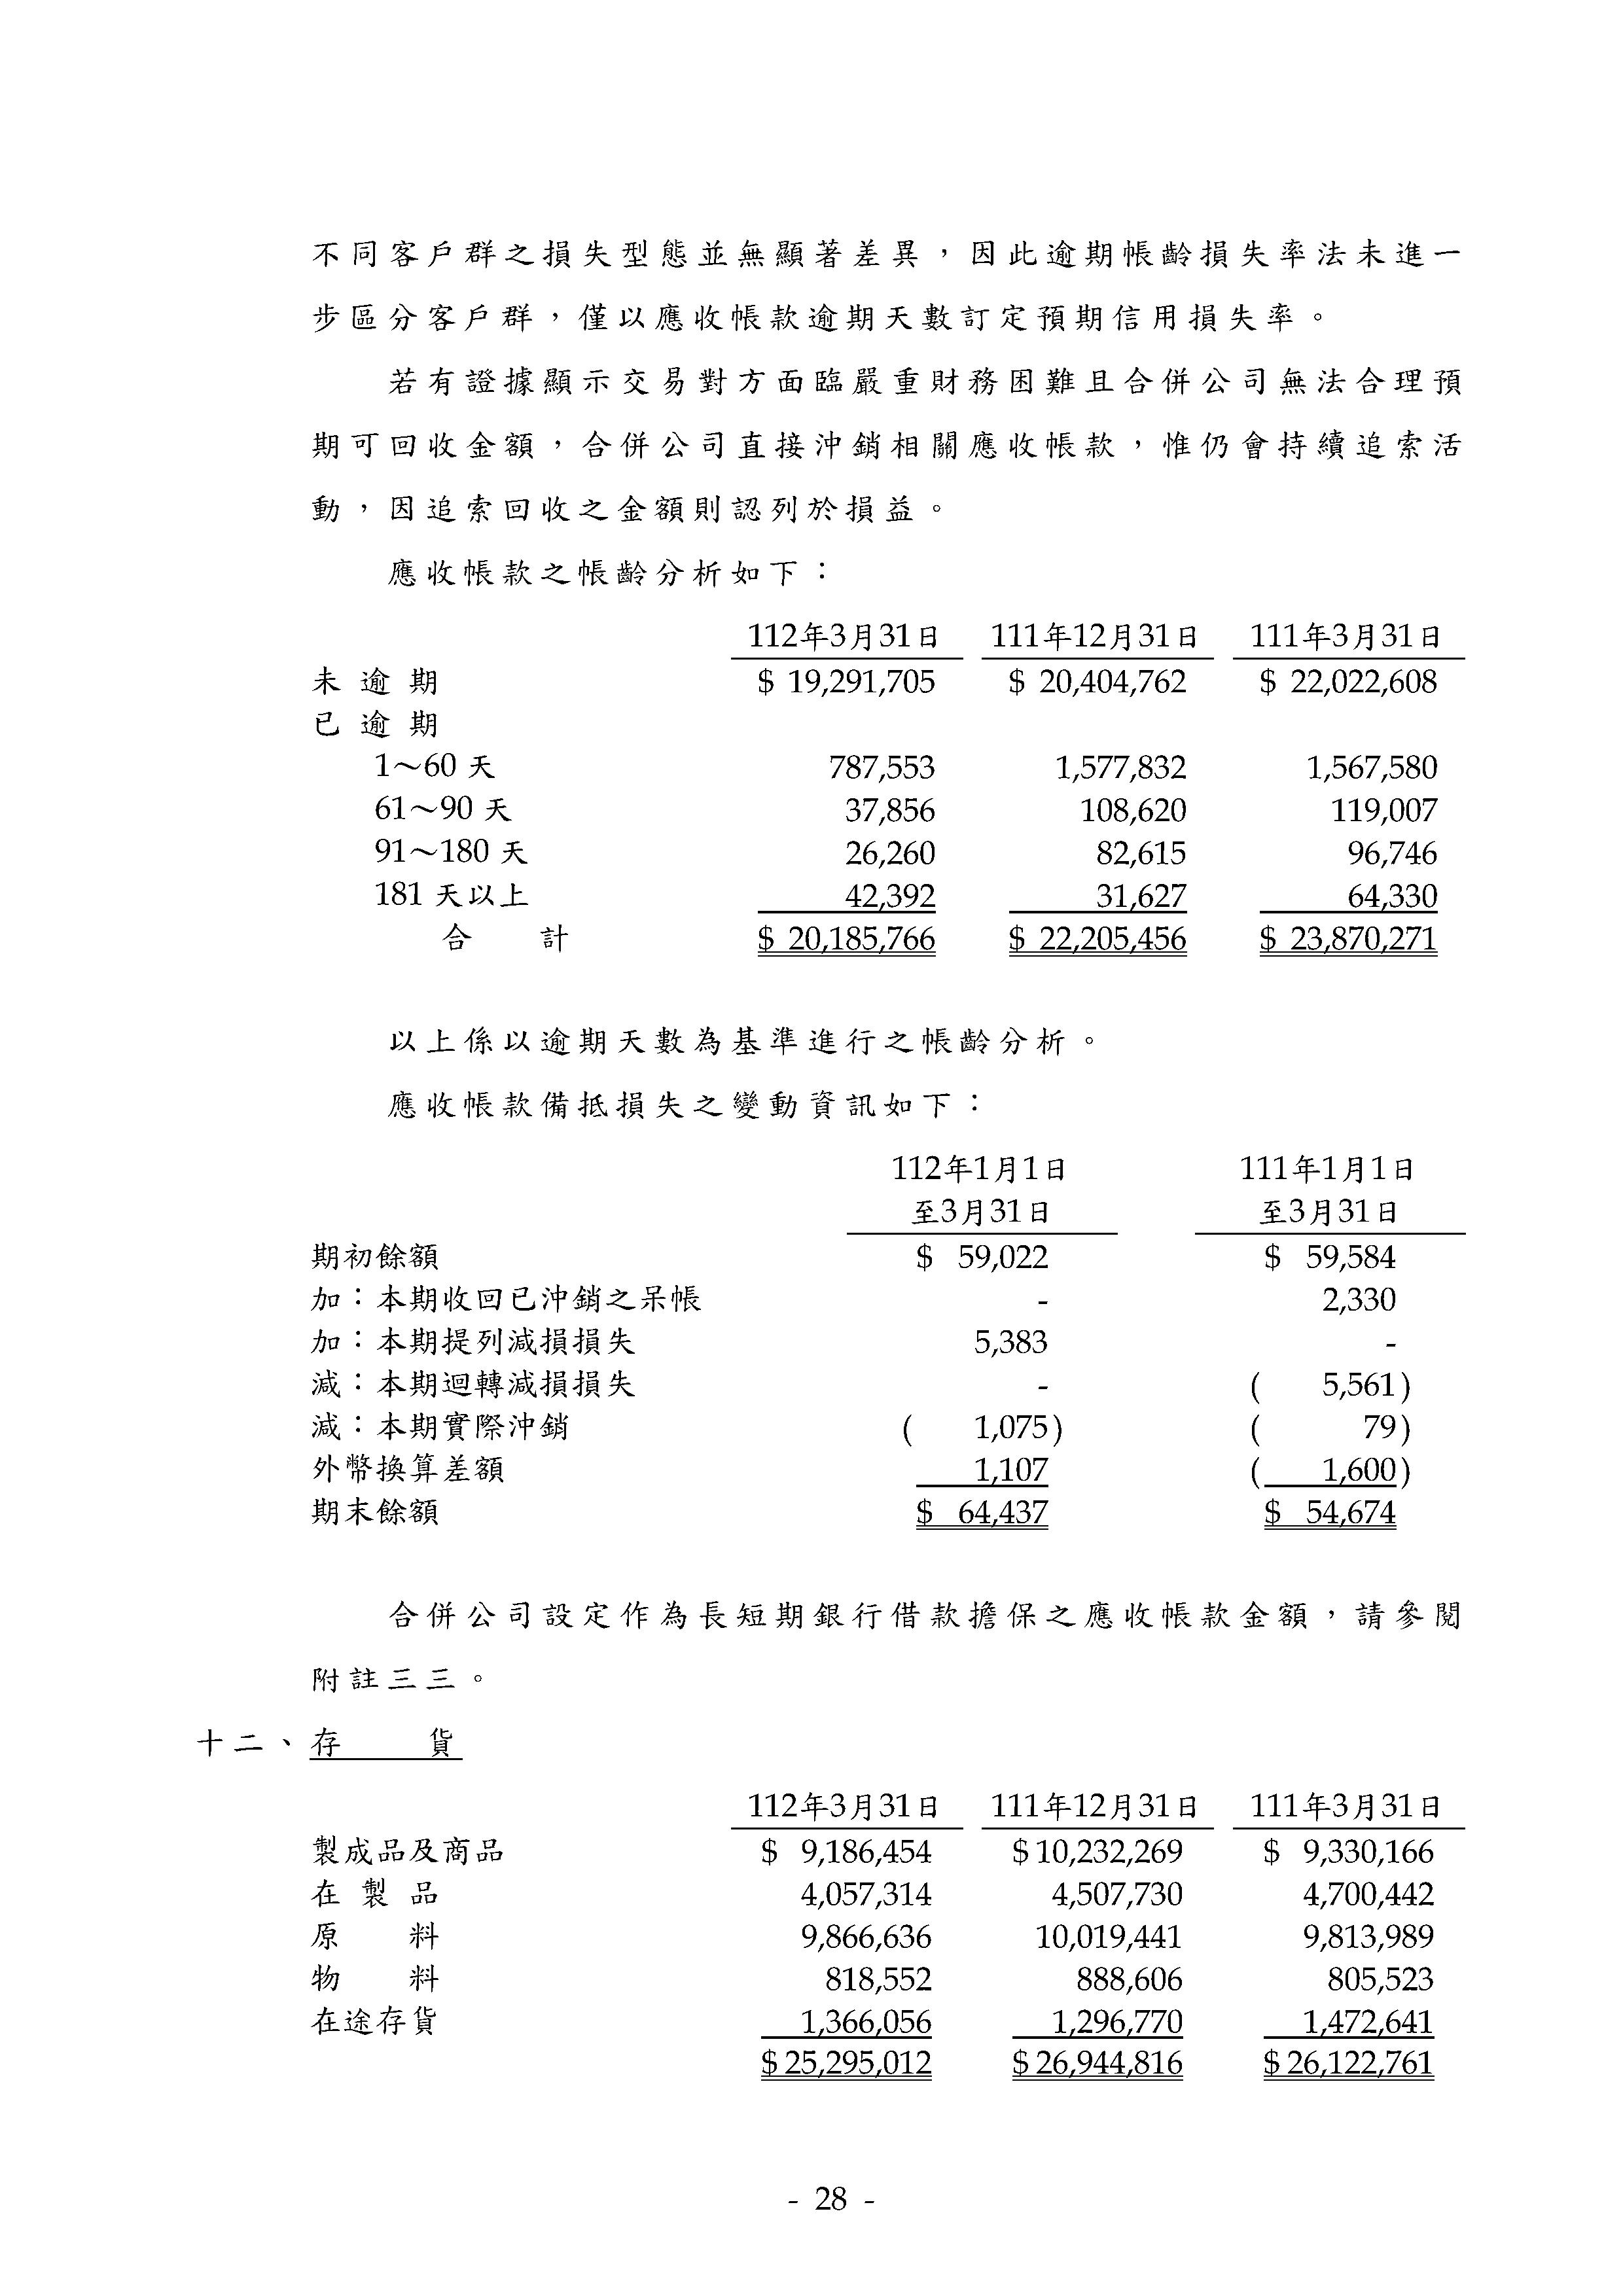 不同客戶群之損失型態並無顯著差異，因此逾期帳齡損失率法未進一
步區分客戶群，僅以應收帳款逾期天數訂定預期信用損失率。
若有證據顯示交易對方面臨嚴重財務困難且合併公司無法合理預
期可回收金額，合併公司直接沖銷相關應收帳款，惟仍會持續追索活
動，因追索回收之金額則認列於損益。
應收帳款之帳齡分析如下：
112年3月31日 111年12月31日 111年3月31日
未逾期 $ 19,291,705 $ 20,404,762 $ 22,022,608
已逾期
1～60 天 787,553 1,577,832 1,567,580
61～90 天 37,856 108,620 119,007
91～180 天 26,260 82,615 96,746
181 天以上 42,392 31,627 64,330
合計 $ 20,185,766 $ 22,205,456 $ 23,870,271
以上係以逾期天數為基準進行之帳齡分析。
應收帳款備抵損失之變動資訊如下：
112年1月1日 111年1月1日
至3月31日 至3月31日
期初餘額 $ 59,022 $ 59,584
加：本期收回已沖銷之呆帳 - 2,330
加：本期提列減損損失 5,383 -
減：本期迴轉減損損失 - ( 5,561)
減：本期實際沖銷 ( 1,075) ( 79)
外幣換算差額 1,107 ( 1,600)
期末餘額 $ 64,437 $ 54,674
合併公司設定作為長短期銀行借款擔保之應收帳款金額，請參閱
附註三三。
十二、存貨
112年3月31日 111年12月31日 111年3月31日
製成品及商品 $ 9,186,454 $ 10,232,269 $ 9,330,166
在製品 4,057,314 4,507,730 4,700,442
原料 9,866,636 10,019,441 9,813,989
物料 818,552 888,606 805,523
在途存貨 1,366,056 1,296,770 1,472,641
$ 25,295,012 $ 26,944,816 $ 26,122,761
- 28 -